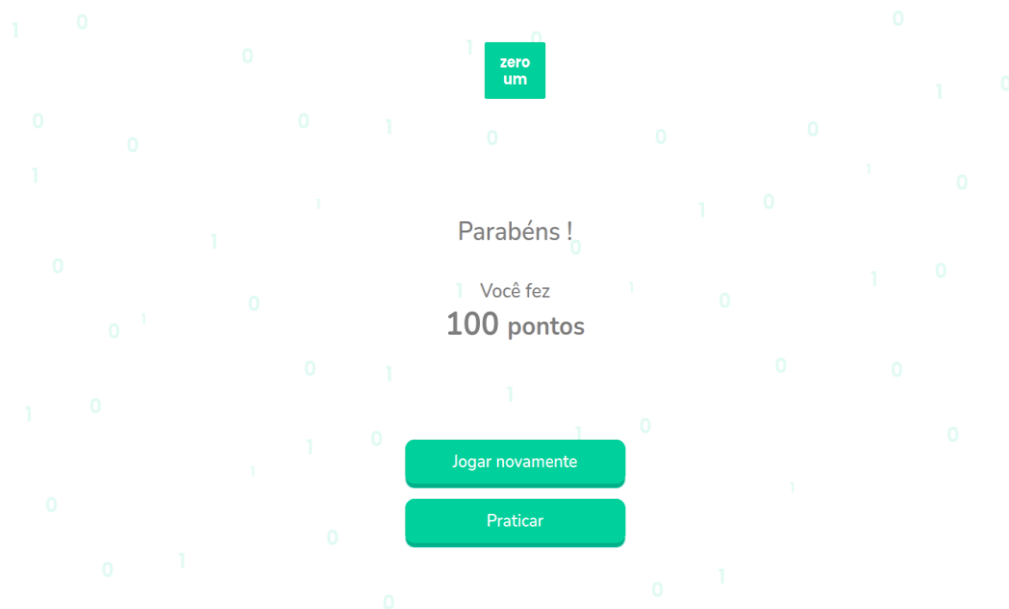 zero
um
Parabéns !
Você fez
100 pontos
Jogar novamente
Praticar